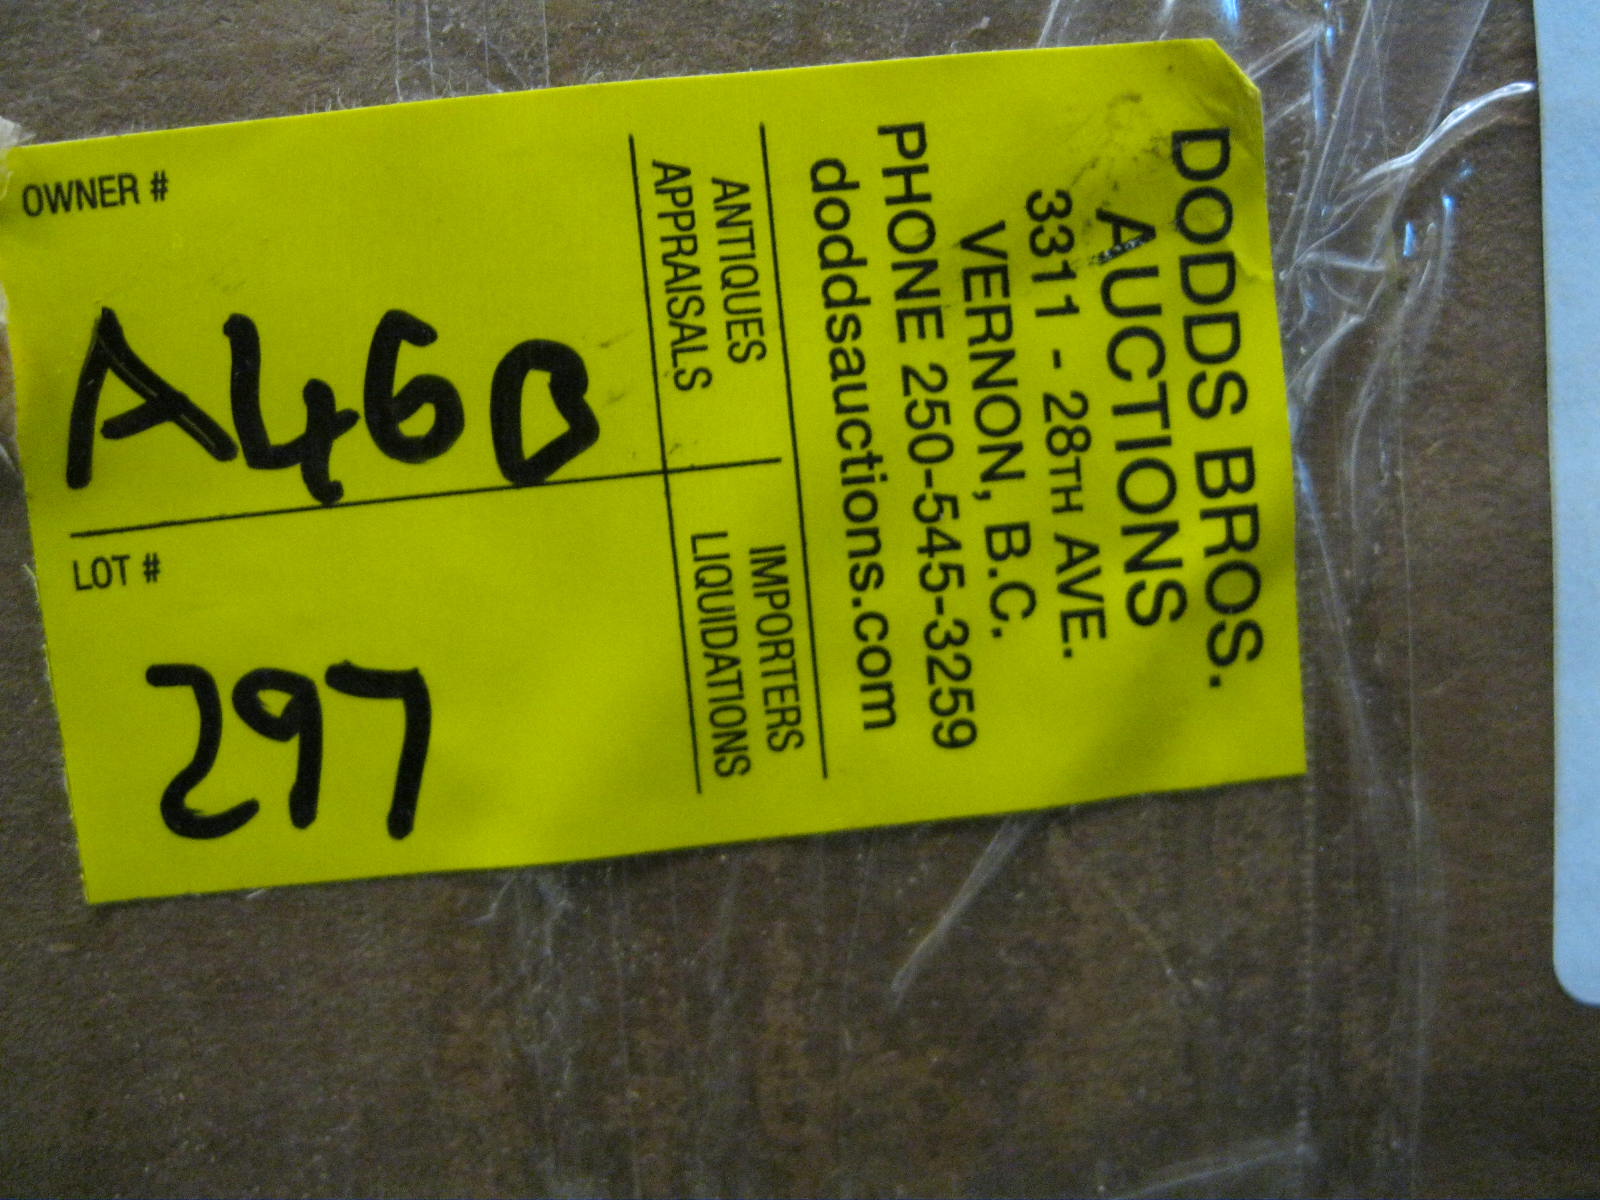 DODDS BROS.
AUCTIONS
3311 - 28TH AVE.
VERNON, B.C.
PHONE 250-545-3259
doddsauctions.com
ANTIQUES
APPRAISALS
IMPORTERS
LIQUIDATIONS
OWNER #
A46B
LOT #
297